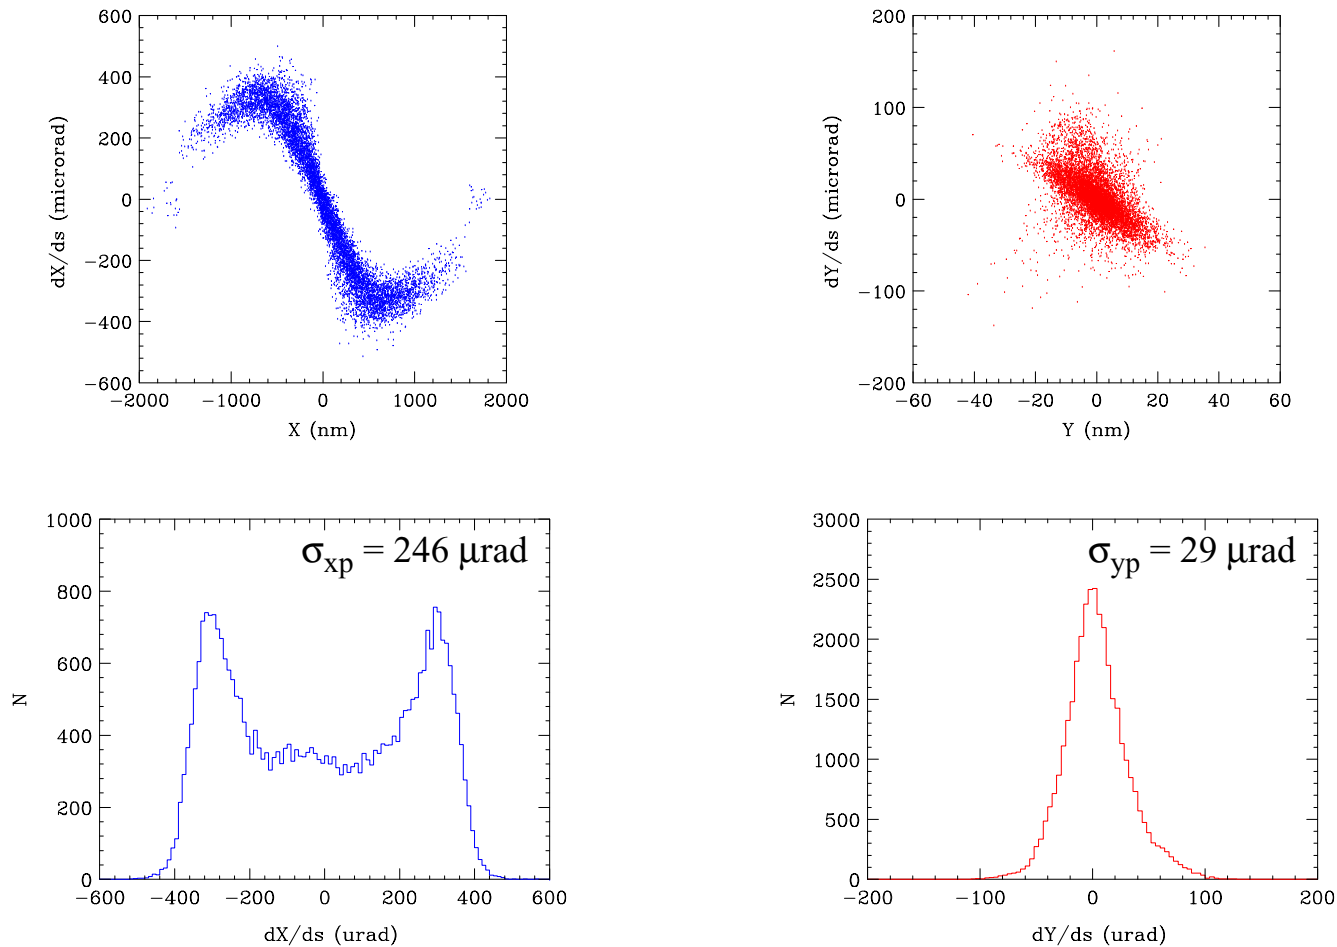 600
400
200
0
−200
−400
−600
−2000 −1000 0 1000 2000
X (nm)
dX/ds (microrad)
200
100
0
−100
−200
−60 −40 −20 0 20 40 60
Y (nm)
dY/ds (microrad)
1000
800
600
400
200
0
−600 −400 −200 0 200 400 600
dX/ds (urad)
N
σxp = 246 μrad
3000
2500
2000
1500
1000
500
0
−200 −100 0 100 200
dY/ds (urad)
N
σyp = 29 μrad